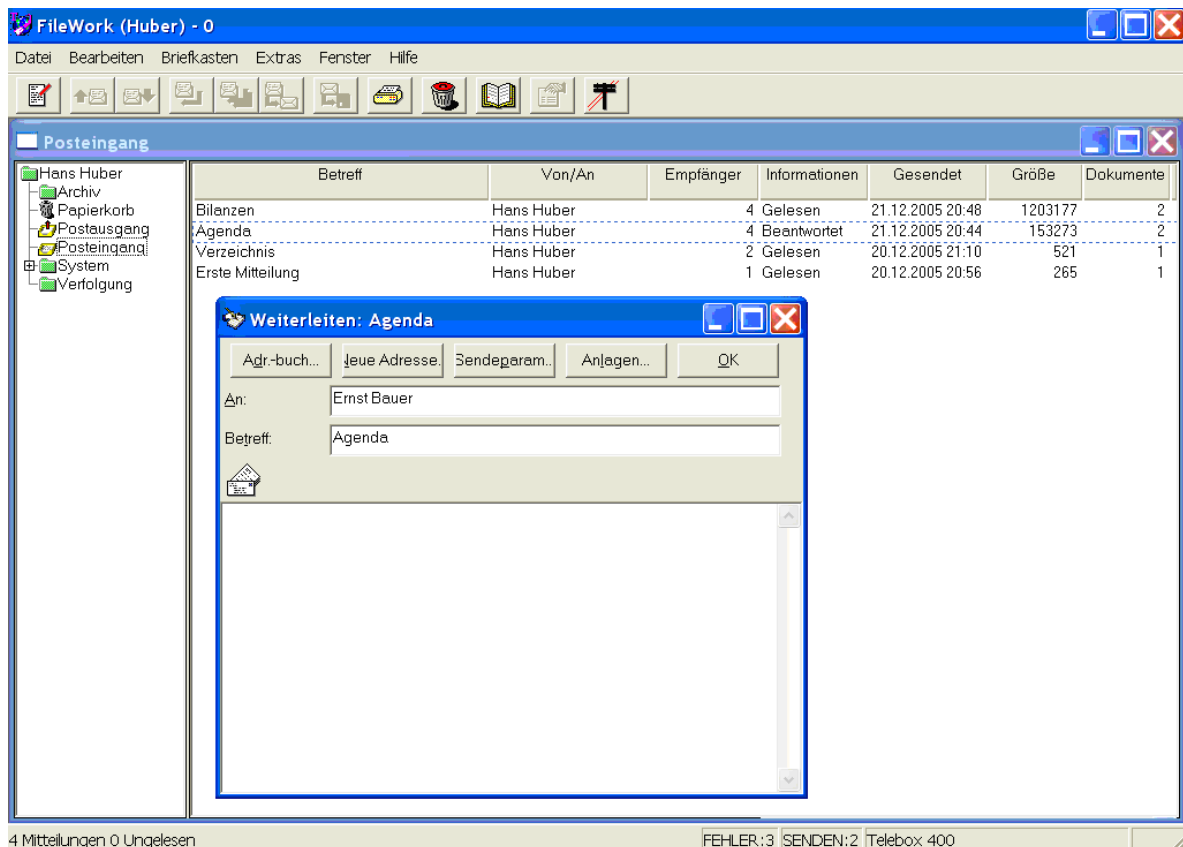 FileWork (Huber) - 0
Datei Bearbeiten Briefkasten Extras Fenster Hilfe
Posteingang
Hans Huber
Archiv
Papierkorb
Postausgang
Posteingang
System
Verfolgung
Betreff Von/An Empfänger Informationen Gesendet Größe Dokumente
Bilanzen Hans Huber 4 Gelesen 21.12.2005 20:48 1203177 2
Agenda Hans Huber 4 Beantwortet 21.12.2005 20:44 153273 2
Verzeichnis Hans Huber 2 Gelesen 20.12.2005 21:10 521 1
Erste Mitteilung Hans Huber 1 Gelesen 20.12.2005 20:56 265 1
Weiterleiten: Agenda
Adr.-buch... Neue Adresse. Sendeparam.. Anlagen... OK
An: Ernst Bauer
Betreff: Agenda
4 Mitteilungen 0 Ungelesen FEHLER:3 SENDEN:2 Telebox 400